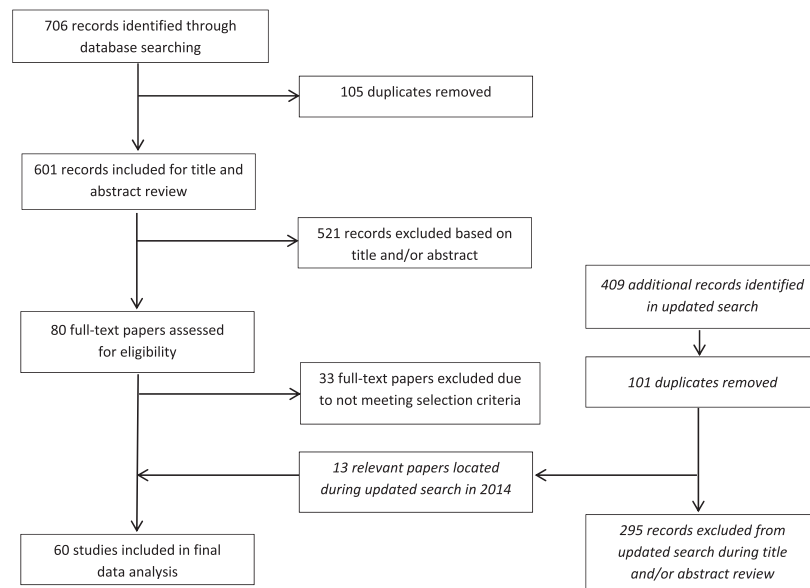 706 records identified through
database searching
105 duplicates removed
601 records included for title and
abstract review
521 records excluded based on
title and/or abstract
409 additional records identified
in updated search
80 full-text papers assessed
for eligibility
33 full-text papers excluded due
to not meeting selection criteria
101 duplicates removed
13 relevant papers located
during updated search in 2014
60 studies included in final
data analysis
295 records excluded from
updated search during title
and/or abstract review